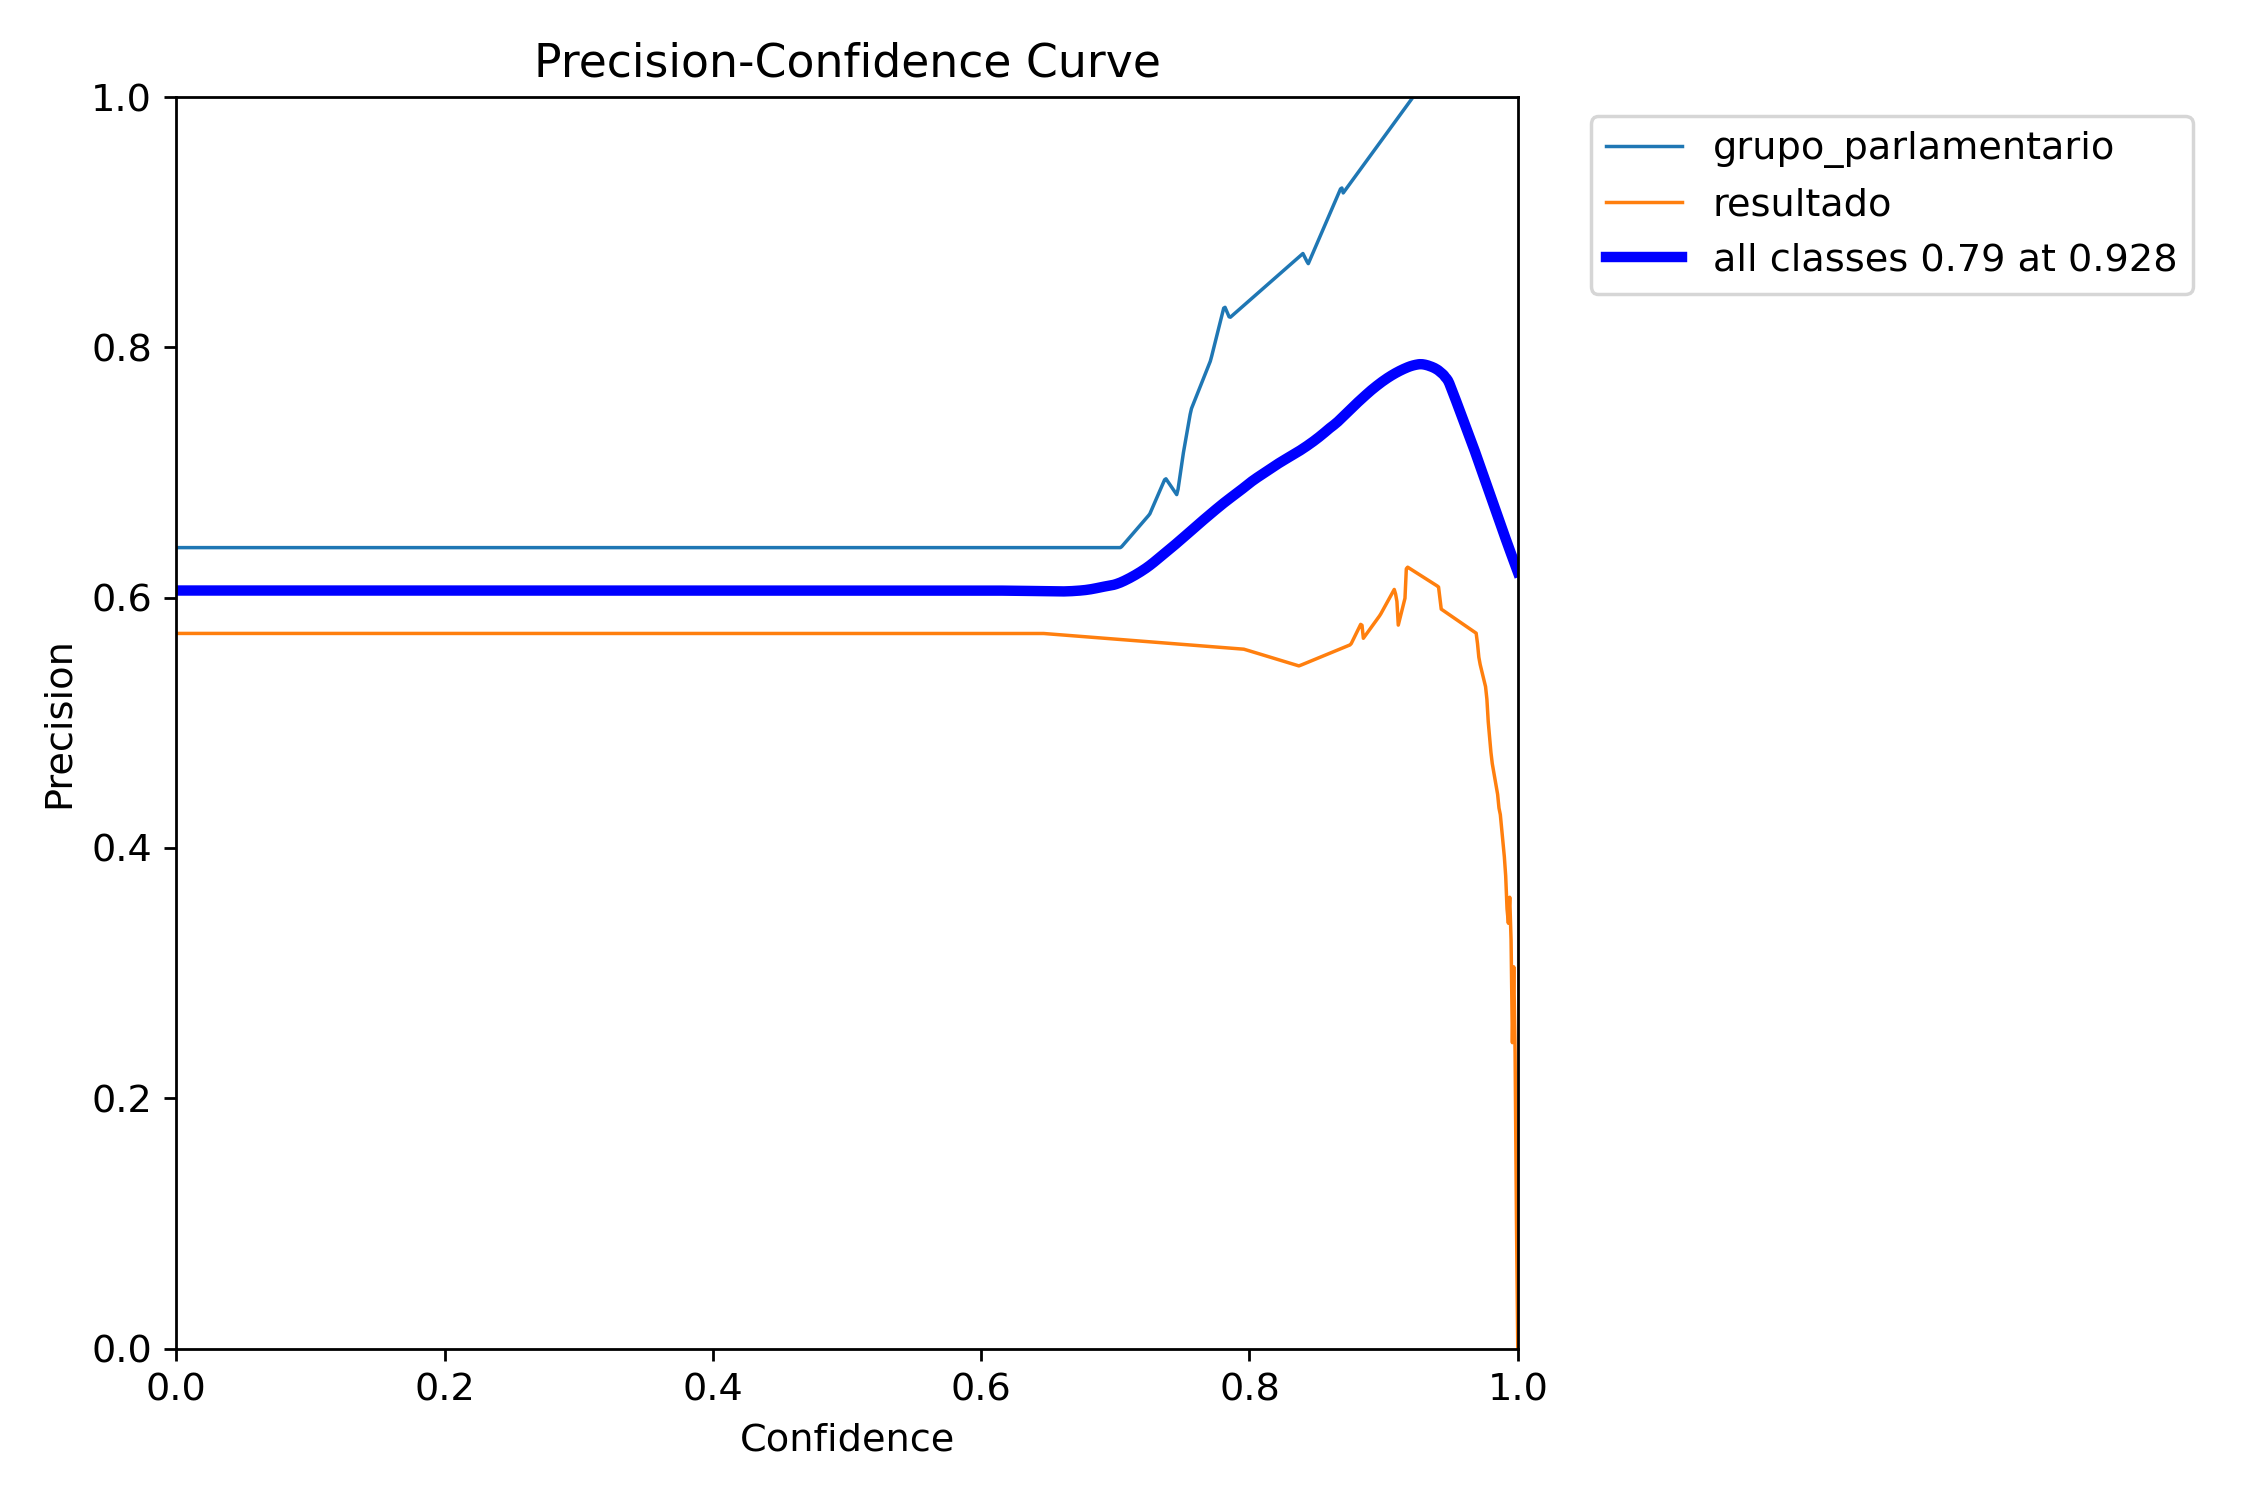 Precision-Confidence Curve
1.0
0.8
0.6
0.4
0.2
0.0
Precision
0.0 0.2 0.4 0.6 0.8 1.0
Confidence
grupo_parlamentario
resultado
all classes 0.79 at 0.928